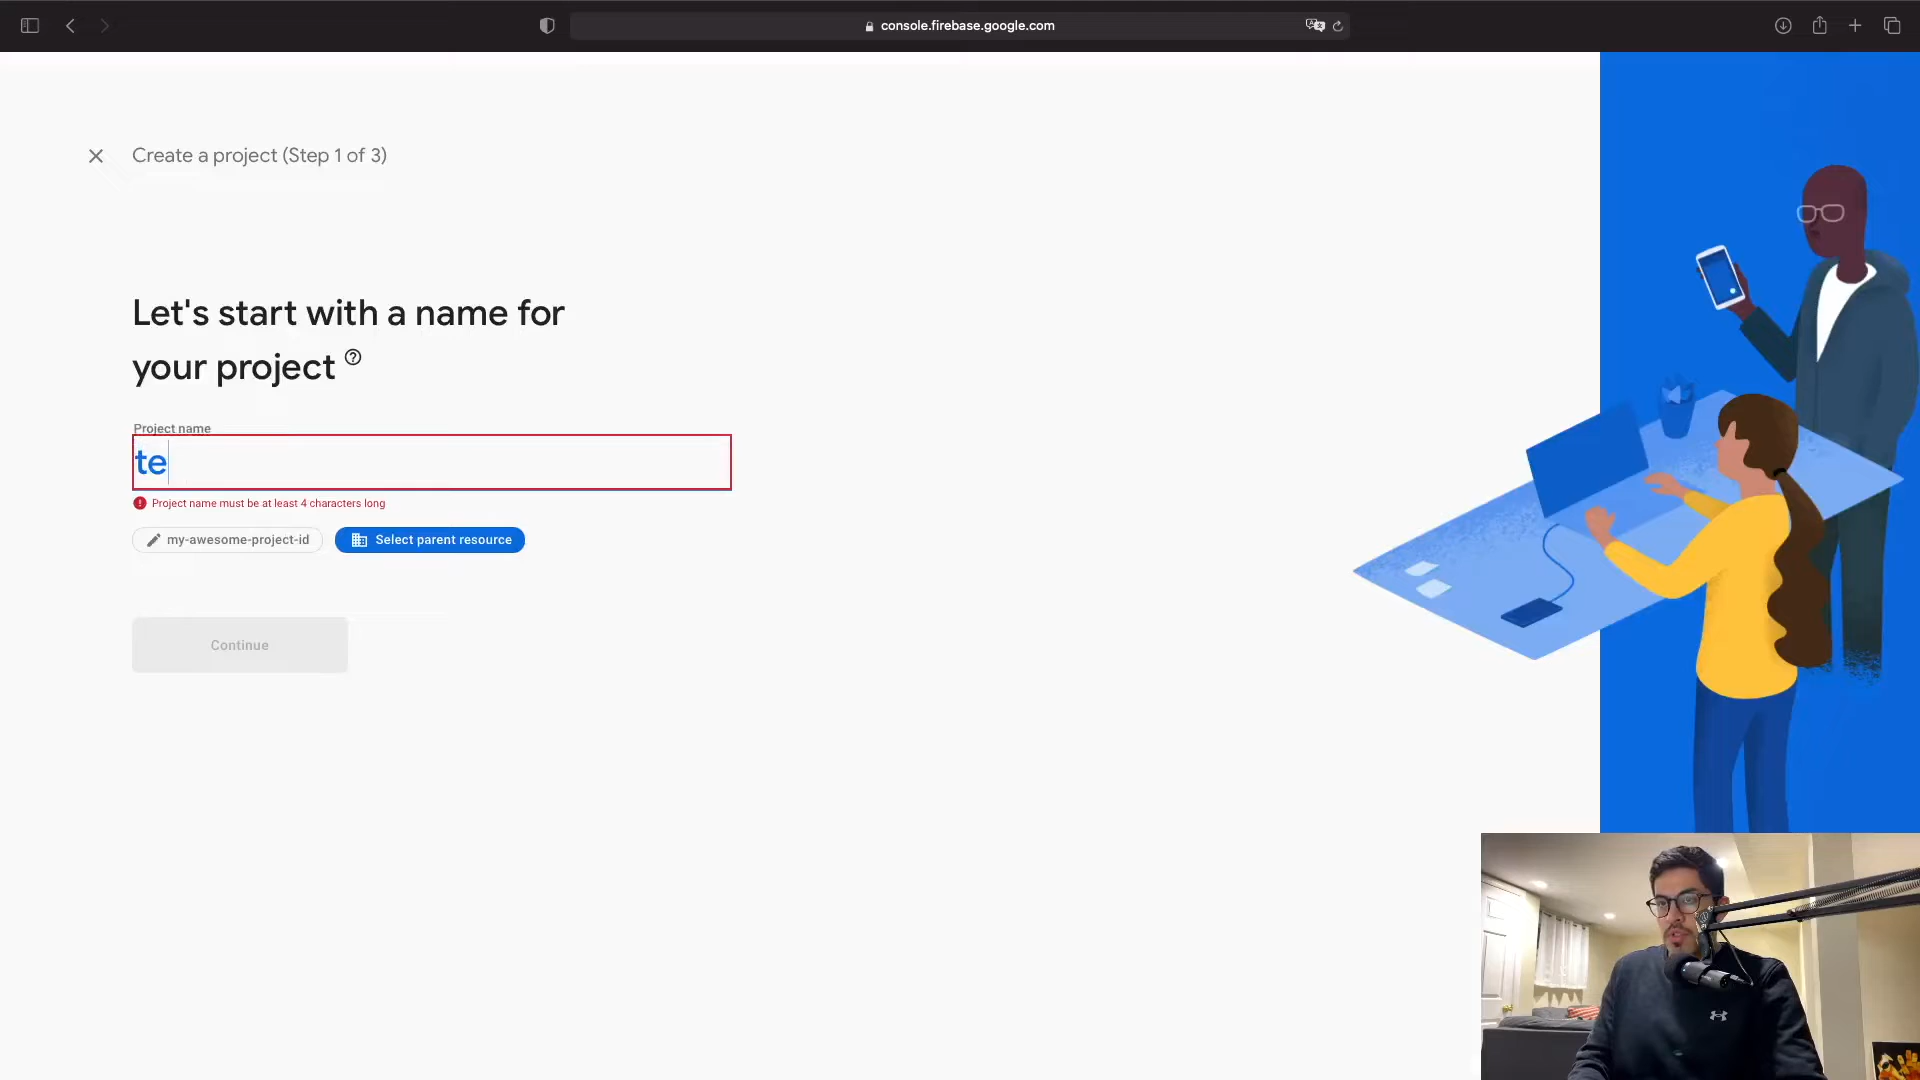 console.firebase.google.com
Create a project (Step 1 of 3)
Let's start with a name for
your project
Project name
te
Project name must be at least 4 characters long
my-awesome-project-id
Select parent resource
Continue